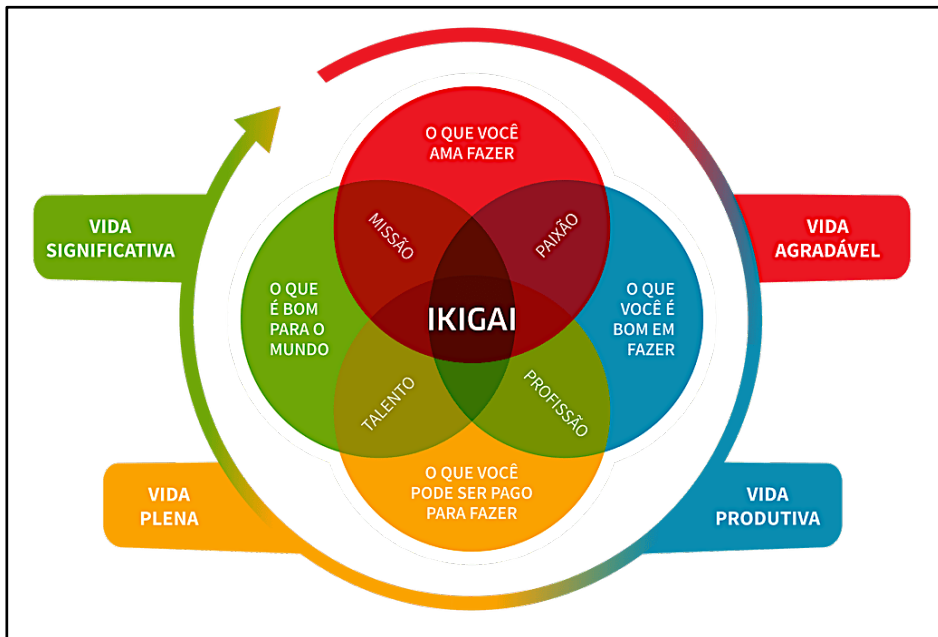 O QUE VOCÊ
AMA FAZER
MISSÃO
PAIXÃO
VIDA
SIGNIFICATIVA
VIDA
AGRADÁVEL
O QUE
É BOM
PARA O
MUNDO
IKIGAI
O QUE
VOCÊ É
BOM EM
FAZER
TALENTO
PROFISSÃO
O QUE VOCÊ
PODE SER PAGO
PARA FAZER
VIDA
PLENA
VIDA
PRODUTIVA